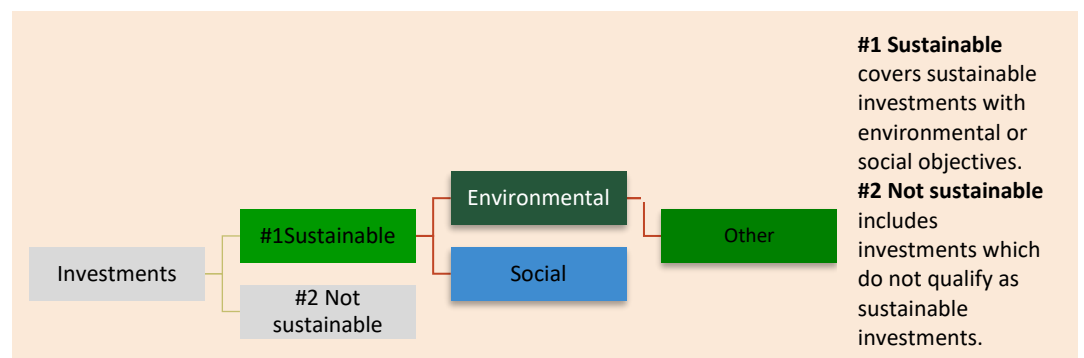 Investments
#1Sustainable
#2 Not
sustainable
Environmental
Social
Other
#1 Sustainable
covers sustainable
investments with
environmental or
social objectives.
#2 Not sustainable
includes
investments which
do not qualify as
sustainable
investments.